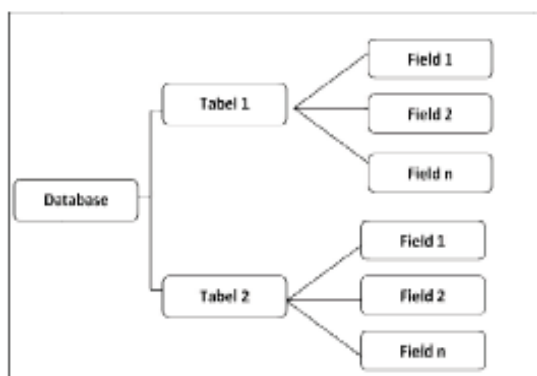 Database
Tabel 1
Field 1
Field 2
Field n
Tabel 2
Field 1
Field 2
Field n